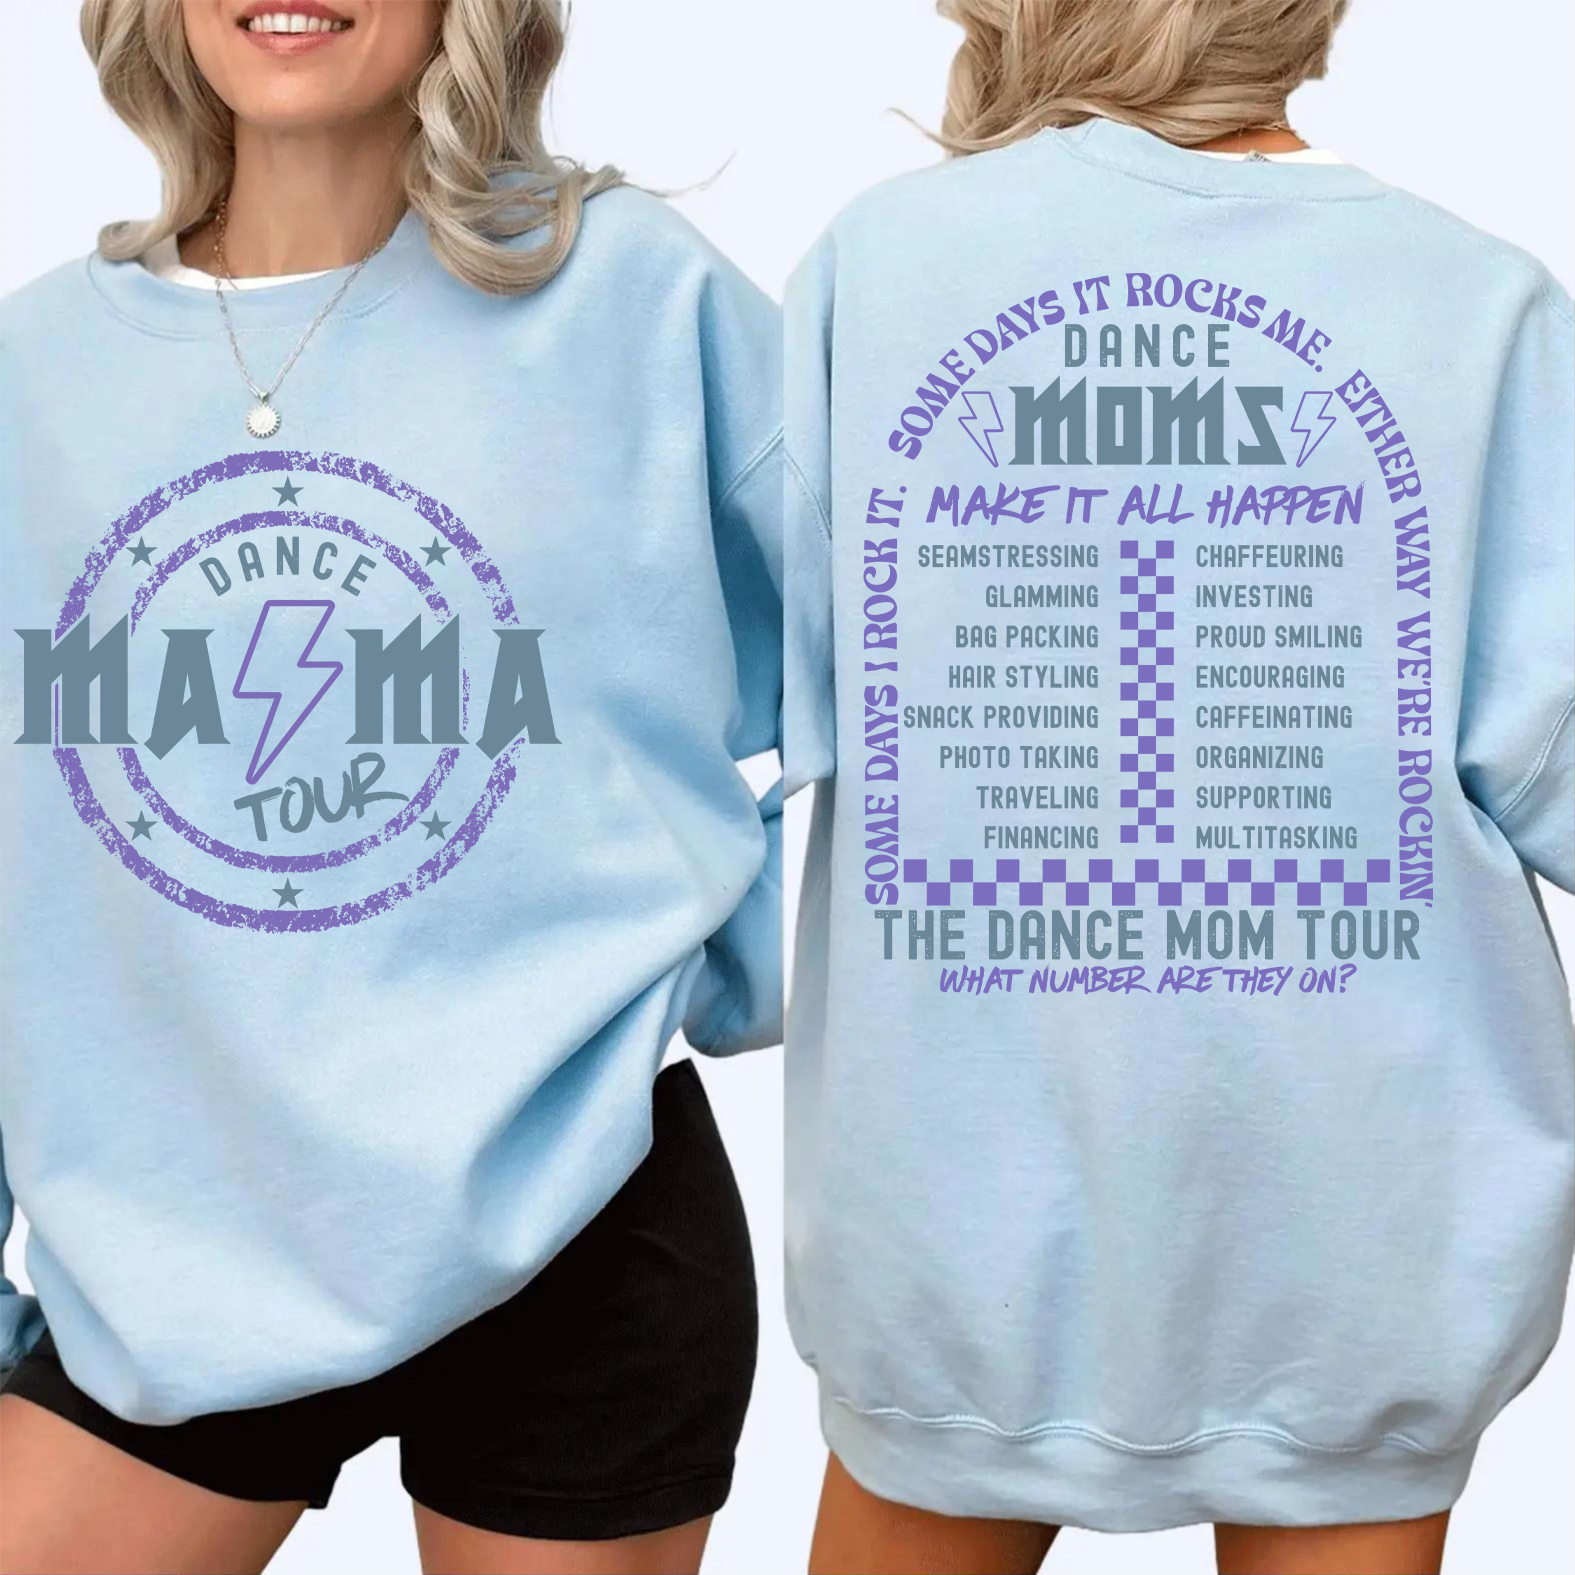 DANCE
MAMA
TOUR
SOME DAYS I ROCK IT. SOME DAYS IT ROCKS ME. EITHER WAY WE'RE ROCKIN'
DANCE
MOMS
MAKE IT ALL HAPPEN
SEAMSTRESSING
GLAMMING
BAG PACKING
HAIR STYLING
SNACK PROVIDING
PHOTO TAKING
TRAVELING
FINANCING
CHAFFEURING
INVESTING
PROUD SMILING
ENCOURAGING
CAFFEINATING
ORGANIZING
SUPPORTING
MULTITASKING
THE DANCE MOM TOUR
WHAT NUMBER ARE THEY ON?